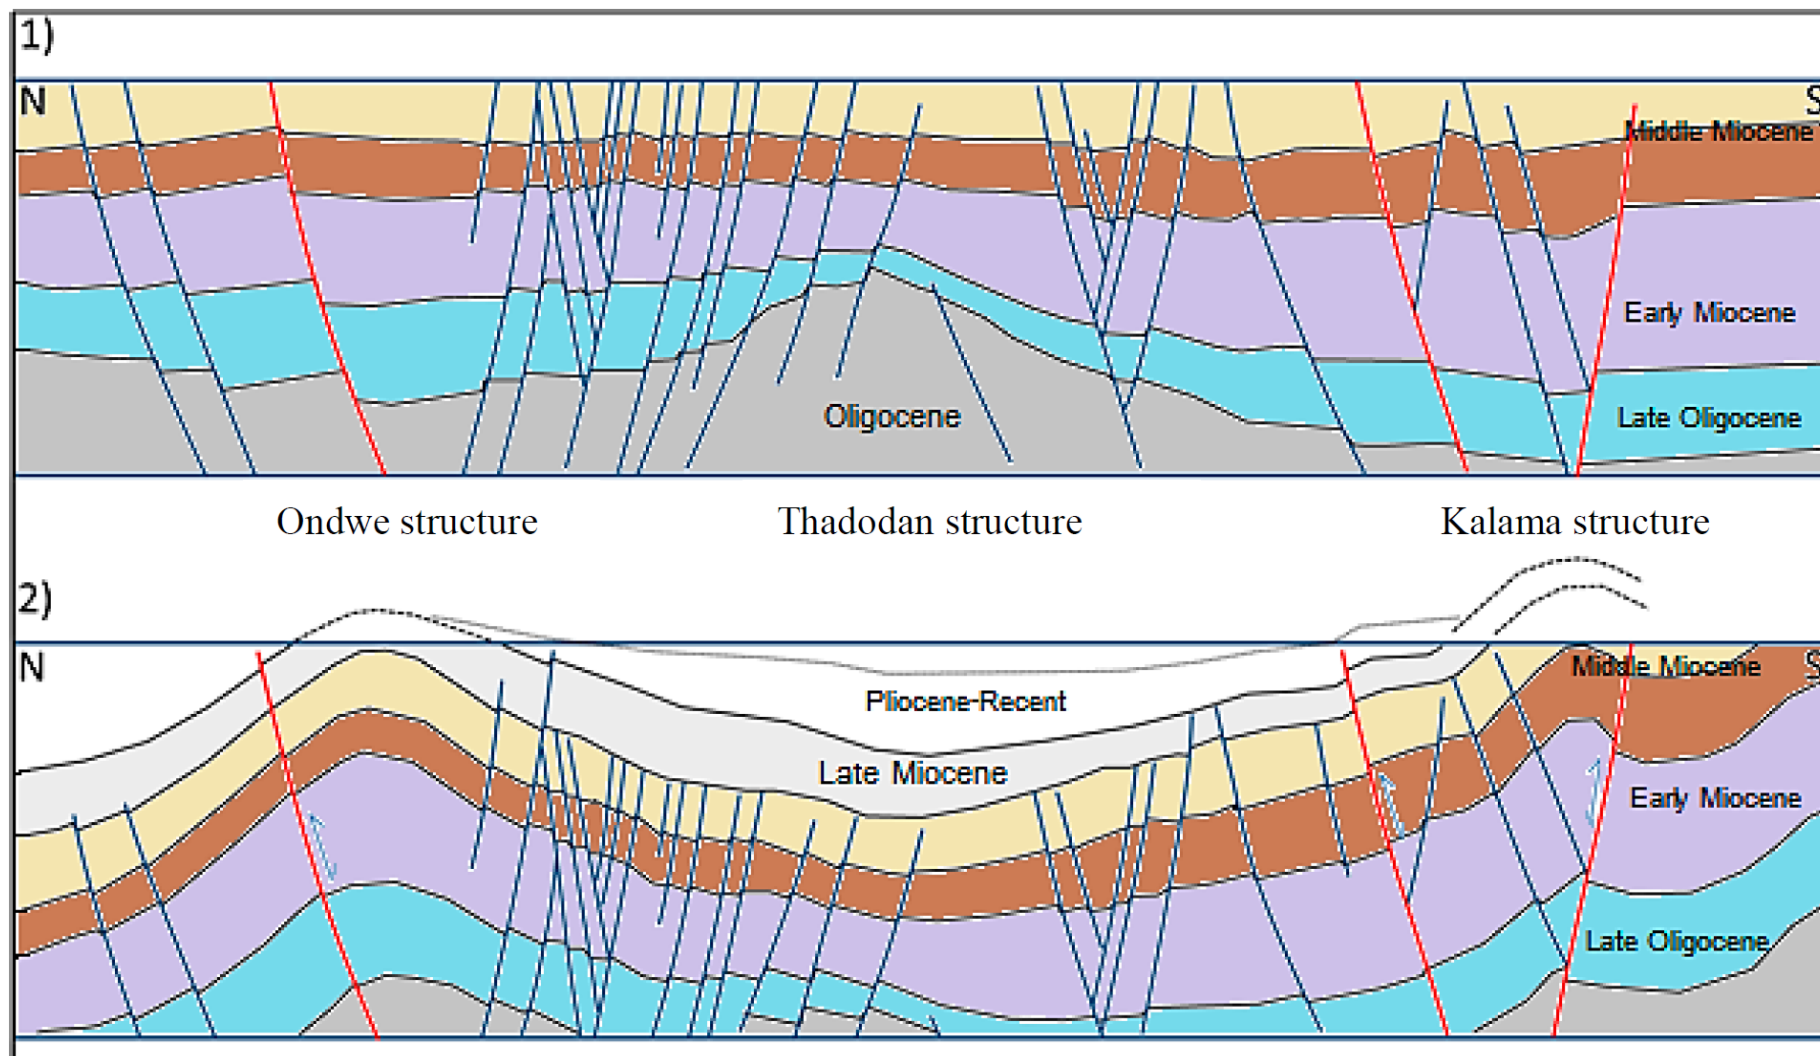 1)
N
S
Middle Miocene
Early Miocene
Oligocene
Late Oligocene
Ondwe structure
Thadodan structure
Kalama structure
2)
N
S
Middle Miocene
Pliocene-Recent
Late Miocene
Early Miocene
Late Oligocene